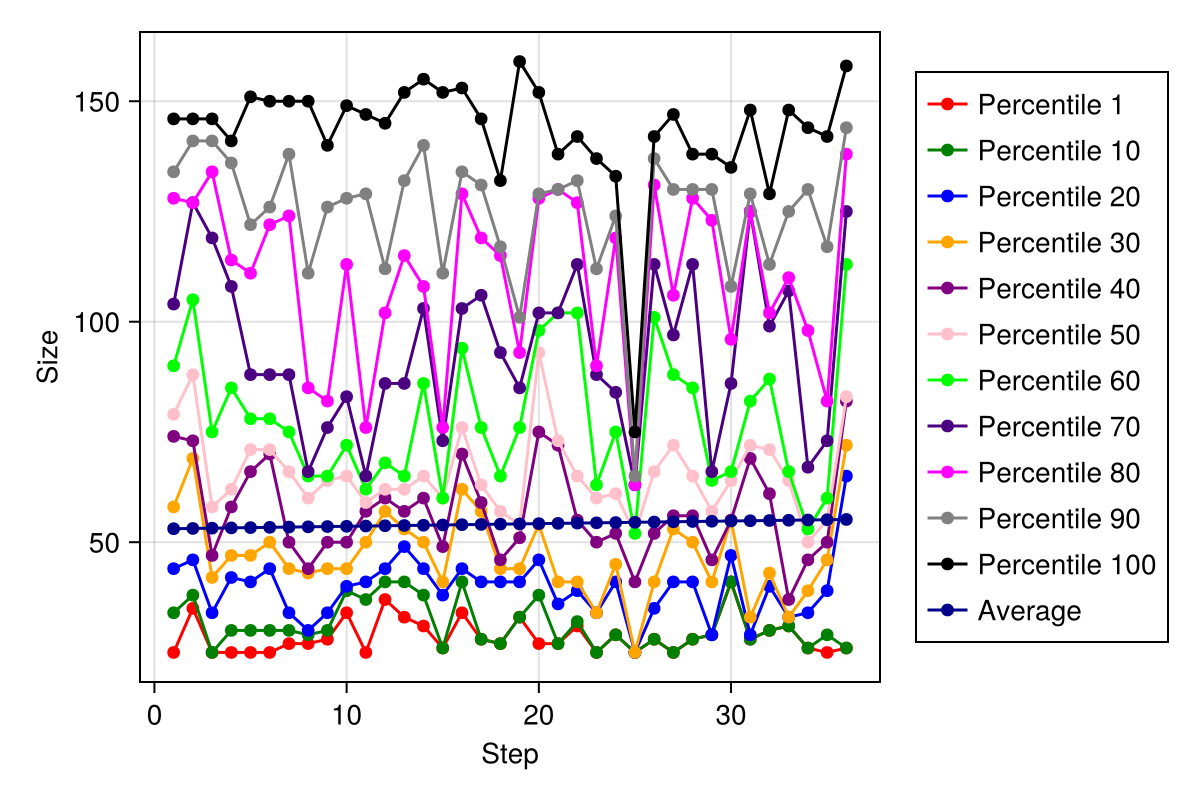 150
100
50
Size
0
10
20
30
Step
Percentile 1
Percentile 10
Percentile 20
Percentile 30
Percentile 40
Percentile 50
Percentile 60
Percentile 70
Percentile 80
Percentile 90
Percentile 100
Average